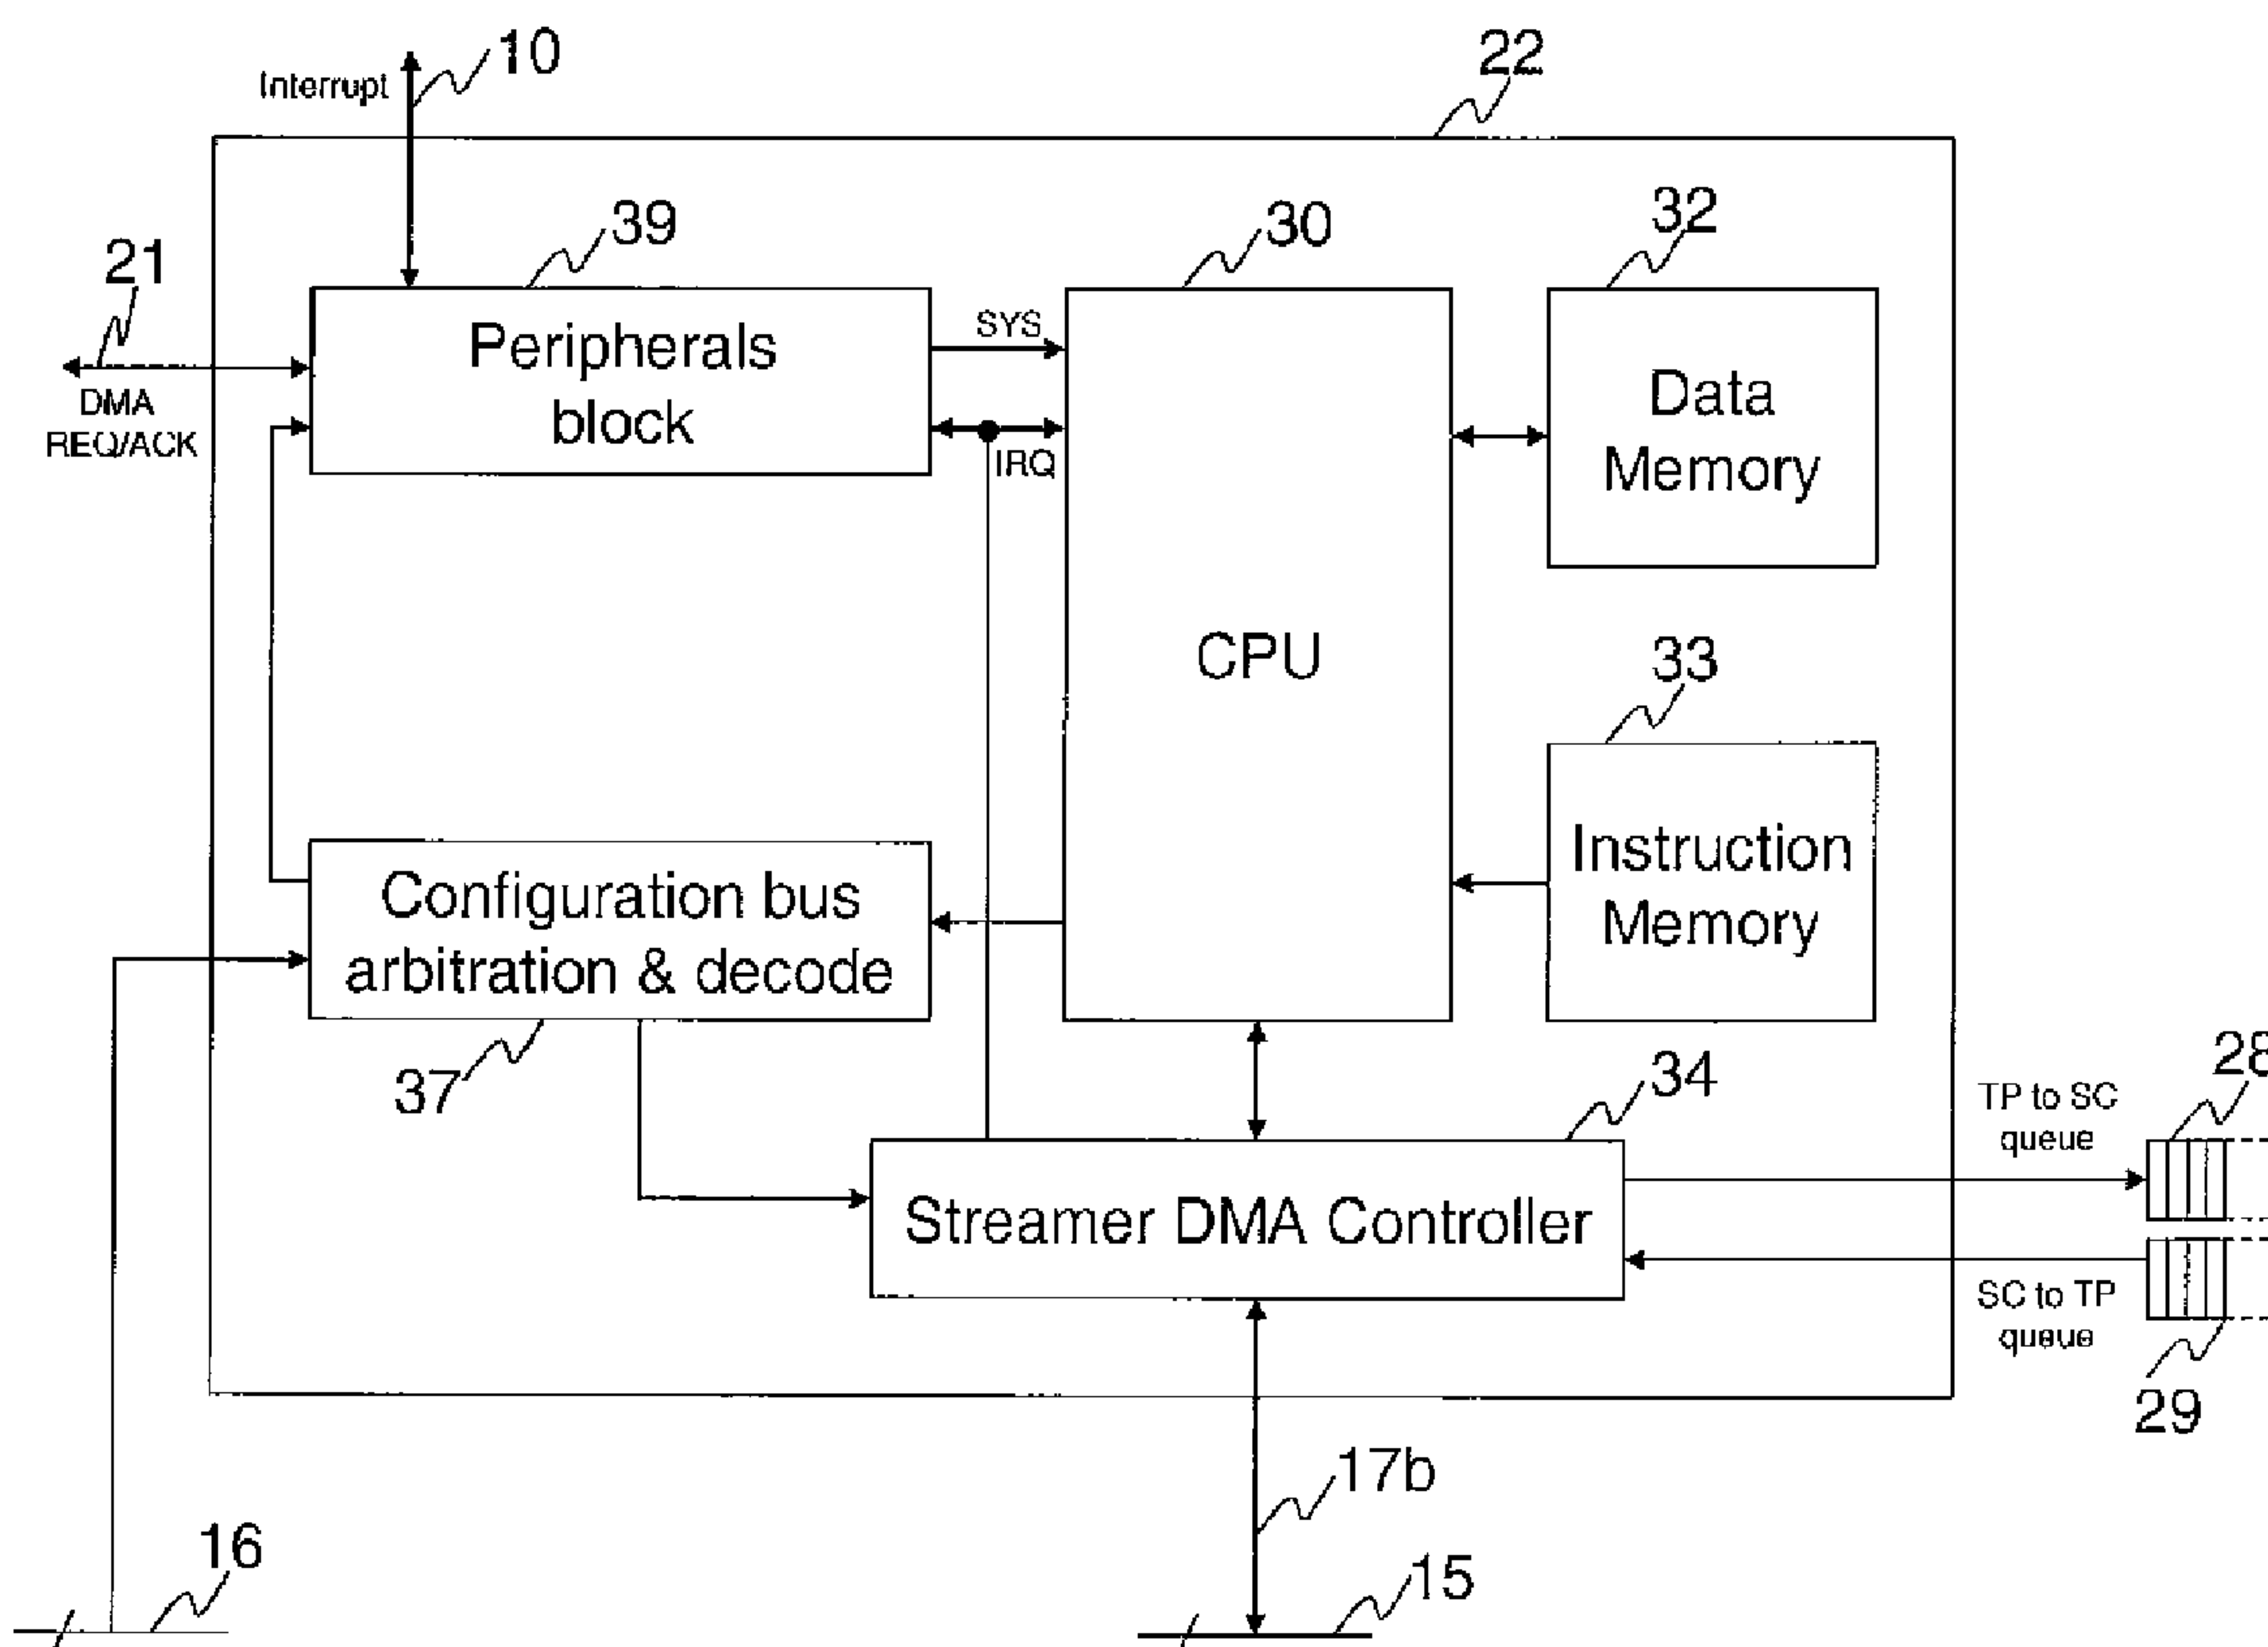 10
Interrupt
22
39
30
32
21
DMA
REQ/ACK
Peripherals
block
SYS
IRQ
Data
Memory
CPU
33
Instruction
Memory
Configuration bus
arbitration & decode
37
34
28
TP to SC
queue
Streamer DMA Controller
SC to TP
queue
29
17b
16
15